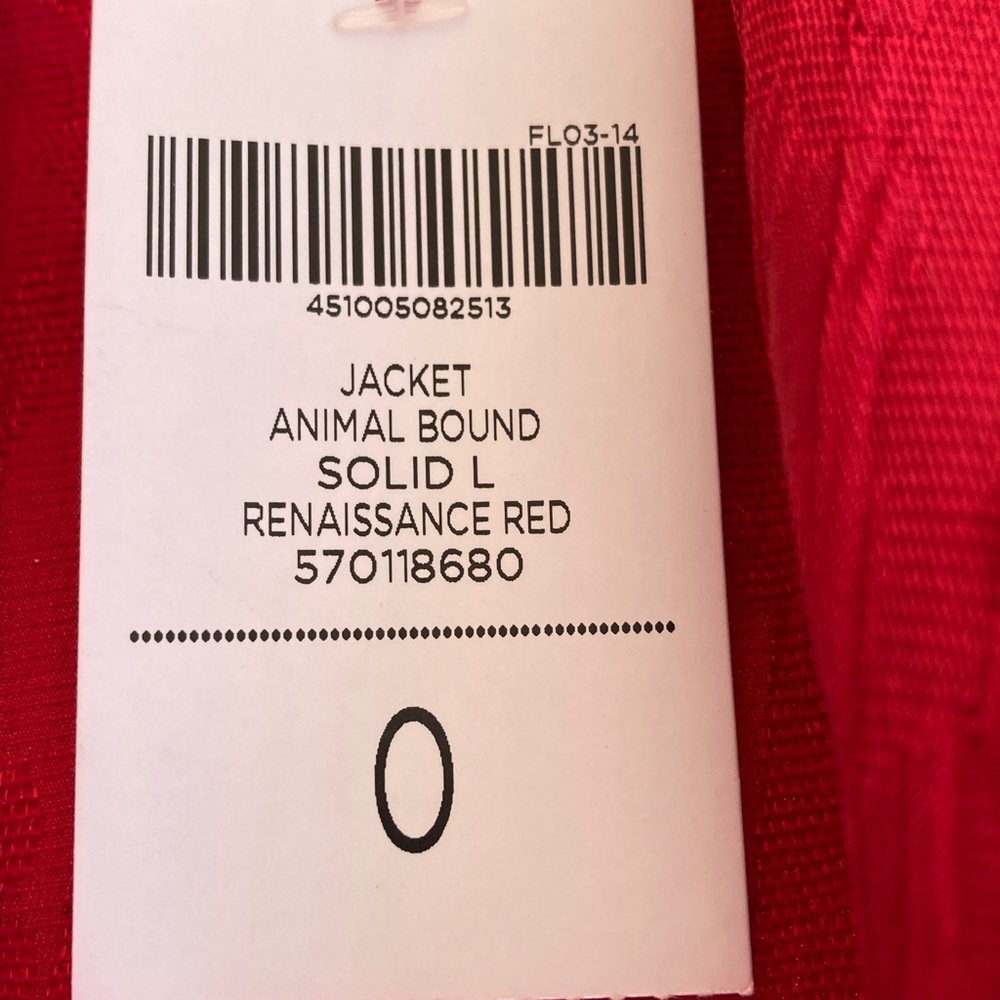 FL03-14
451005082513
JACKET
ANIMAL BOUND
SOLID L
RENAISSANCE RED
570118680
0